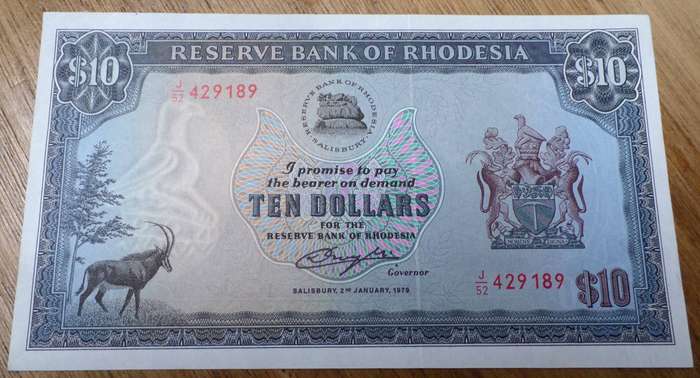 RESERVE BANK OF RHODESIA
$10
$10
J/52 429189
RESERVE BANK OF RHODESIA
SALISBURY
I promise to pay
the bearer on demand
TEN DOLLARS
FOR THE
RESERVE BANK OF RHODESIA
Governor
J/52 429189
SALISBURY, 2ND JANUARY, 1979
$10